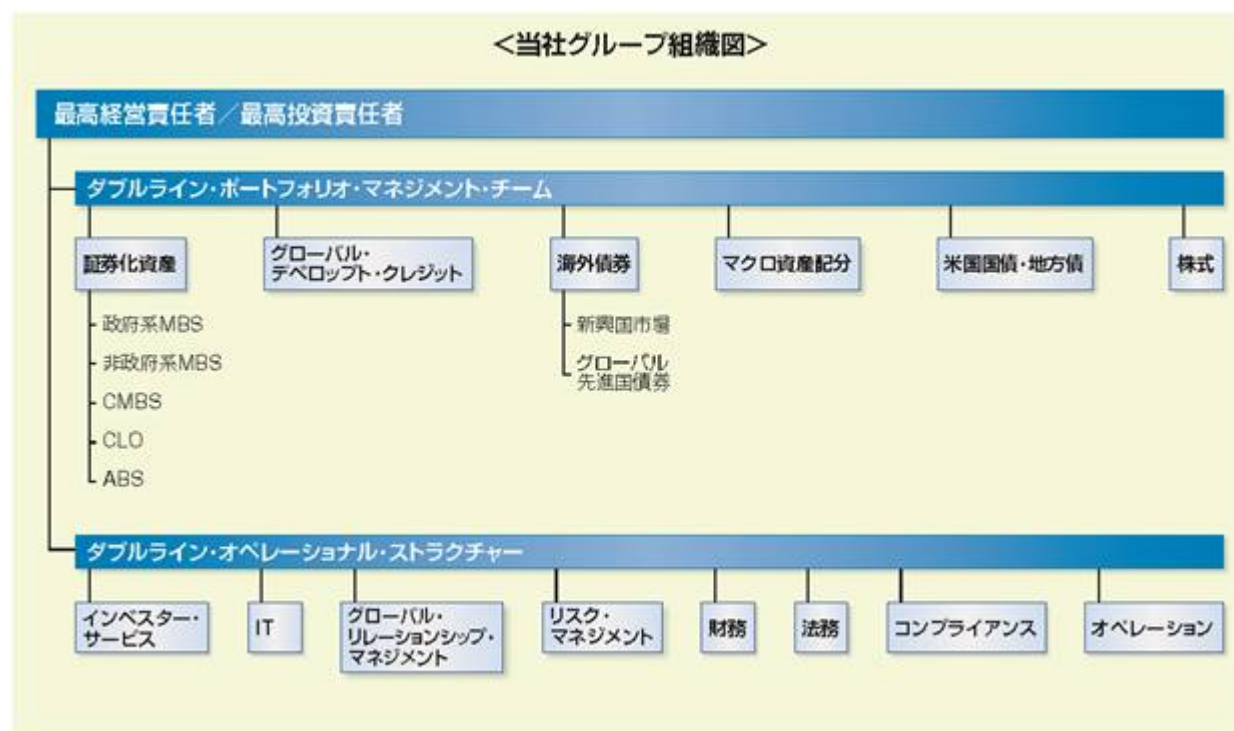 <当社グループ組織図>
最高経営責任者/最高投資責任者
ダブルライン・ポートフォリオ・マネジメント・チーム
証券化資産
グローバル・
デベロップト・クレジット
海外債券
マクロ資産配分
米国国債・地方債
株式
政府系MBS
非政府系MBS
CMBS
CLO
ABS
新興国市場
グローバル
先進国債券
ダブルライン・オペレーショナル・ストラクチャー
インベスター・
サービス
IT
グローバル・
リレーションシップ・
マネジメント
リスク・
マネジメント
財務
法務
コンプライアンス
オペレーション